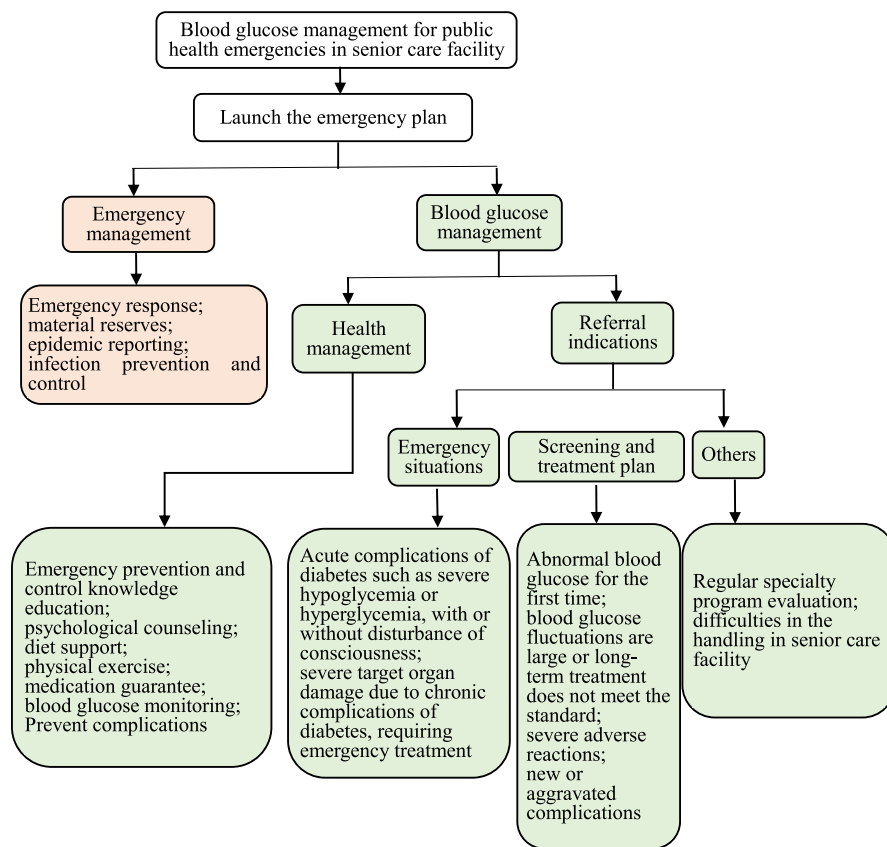 Blood glucose management for public
health emergencies in senior care facility
Launch the emergency plan
Emergency
management
Blood glucose
management
Emergency response;
material reserves;
epidemic reporting;
infection prevention and
control
Health
management
Referral
indications
Emergency
situations
Screening and
treatment plan
Others
Emergency prevention and
control knowledge
education;
psychological counseling;
diet support;
physical exercise;
medication guarantee;
blood glucose monitoring;
Prevent complications
Acute complications of
diabetes such as severe
hypoglycemia or
hyperglycemia, with or
without disturbance of
consciousness;
severe target organ
damage due to chronic
complications of
diabetes, requiring
emergency treatment
Abnormal blood
glucose for the
first time;
blood glucose
fluctuations are
large or long-
term treatment
does not meet the
standard;
severe adverse
reactions;
new or
aggravated
complications
Regular specialty
program evaluation;
difficulties in the
handling in senior care
facility